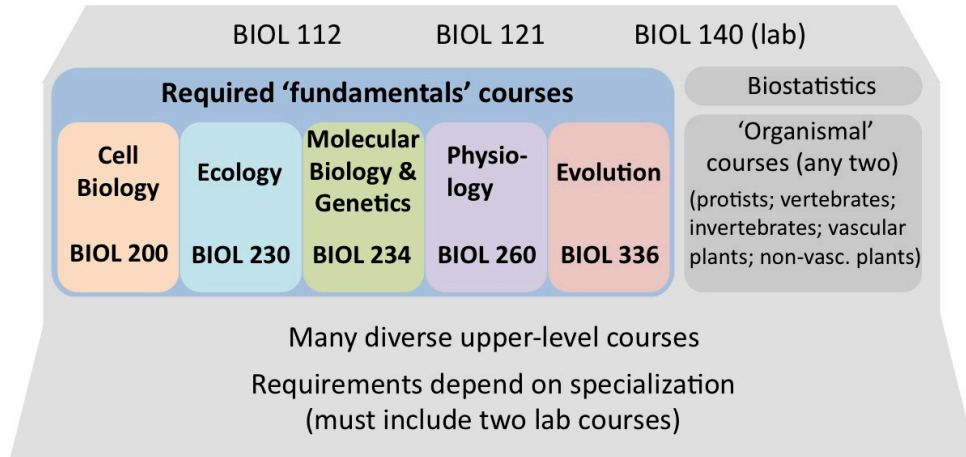 BIOL 112 BIOL 121 BIOL 140 (lab)
Required ‘fundamentals’ courses
Cell
Biology
BIOL 200
Ecology
BIOL 230
Molecular
Biology &
Genetics
BIOL 234
Physio-
logy
BIOL 260
Evolution
BIOL 336
Biostatistics
‘Organismal’
courses (any two)
(protists; vertebrates;
invertebrates; vascular
plants; non-vasc. plants)
Many diverse upper-level courses
Requirements depend on specialization
(must include two lab courses)